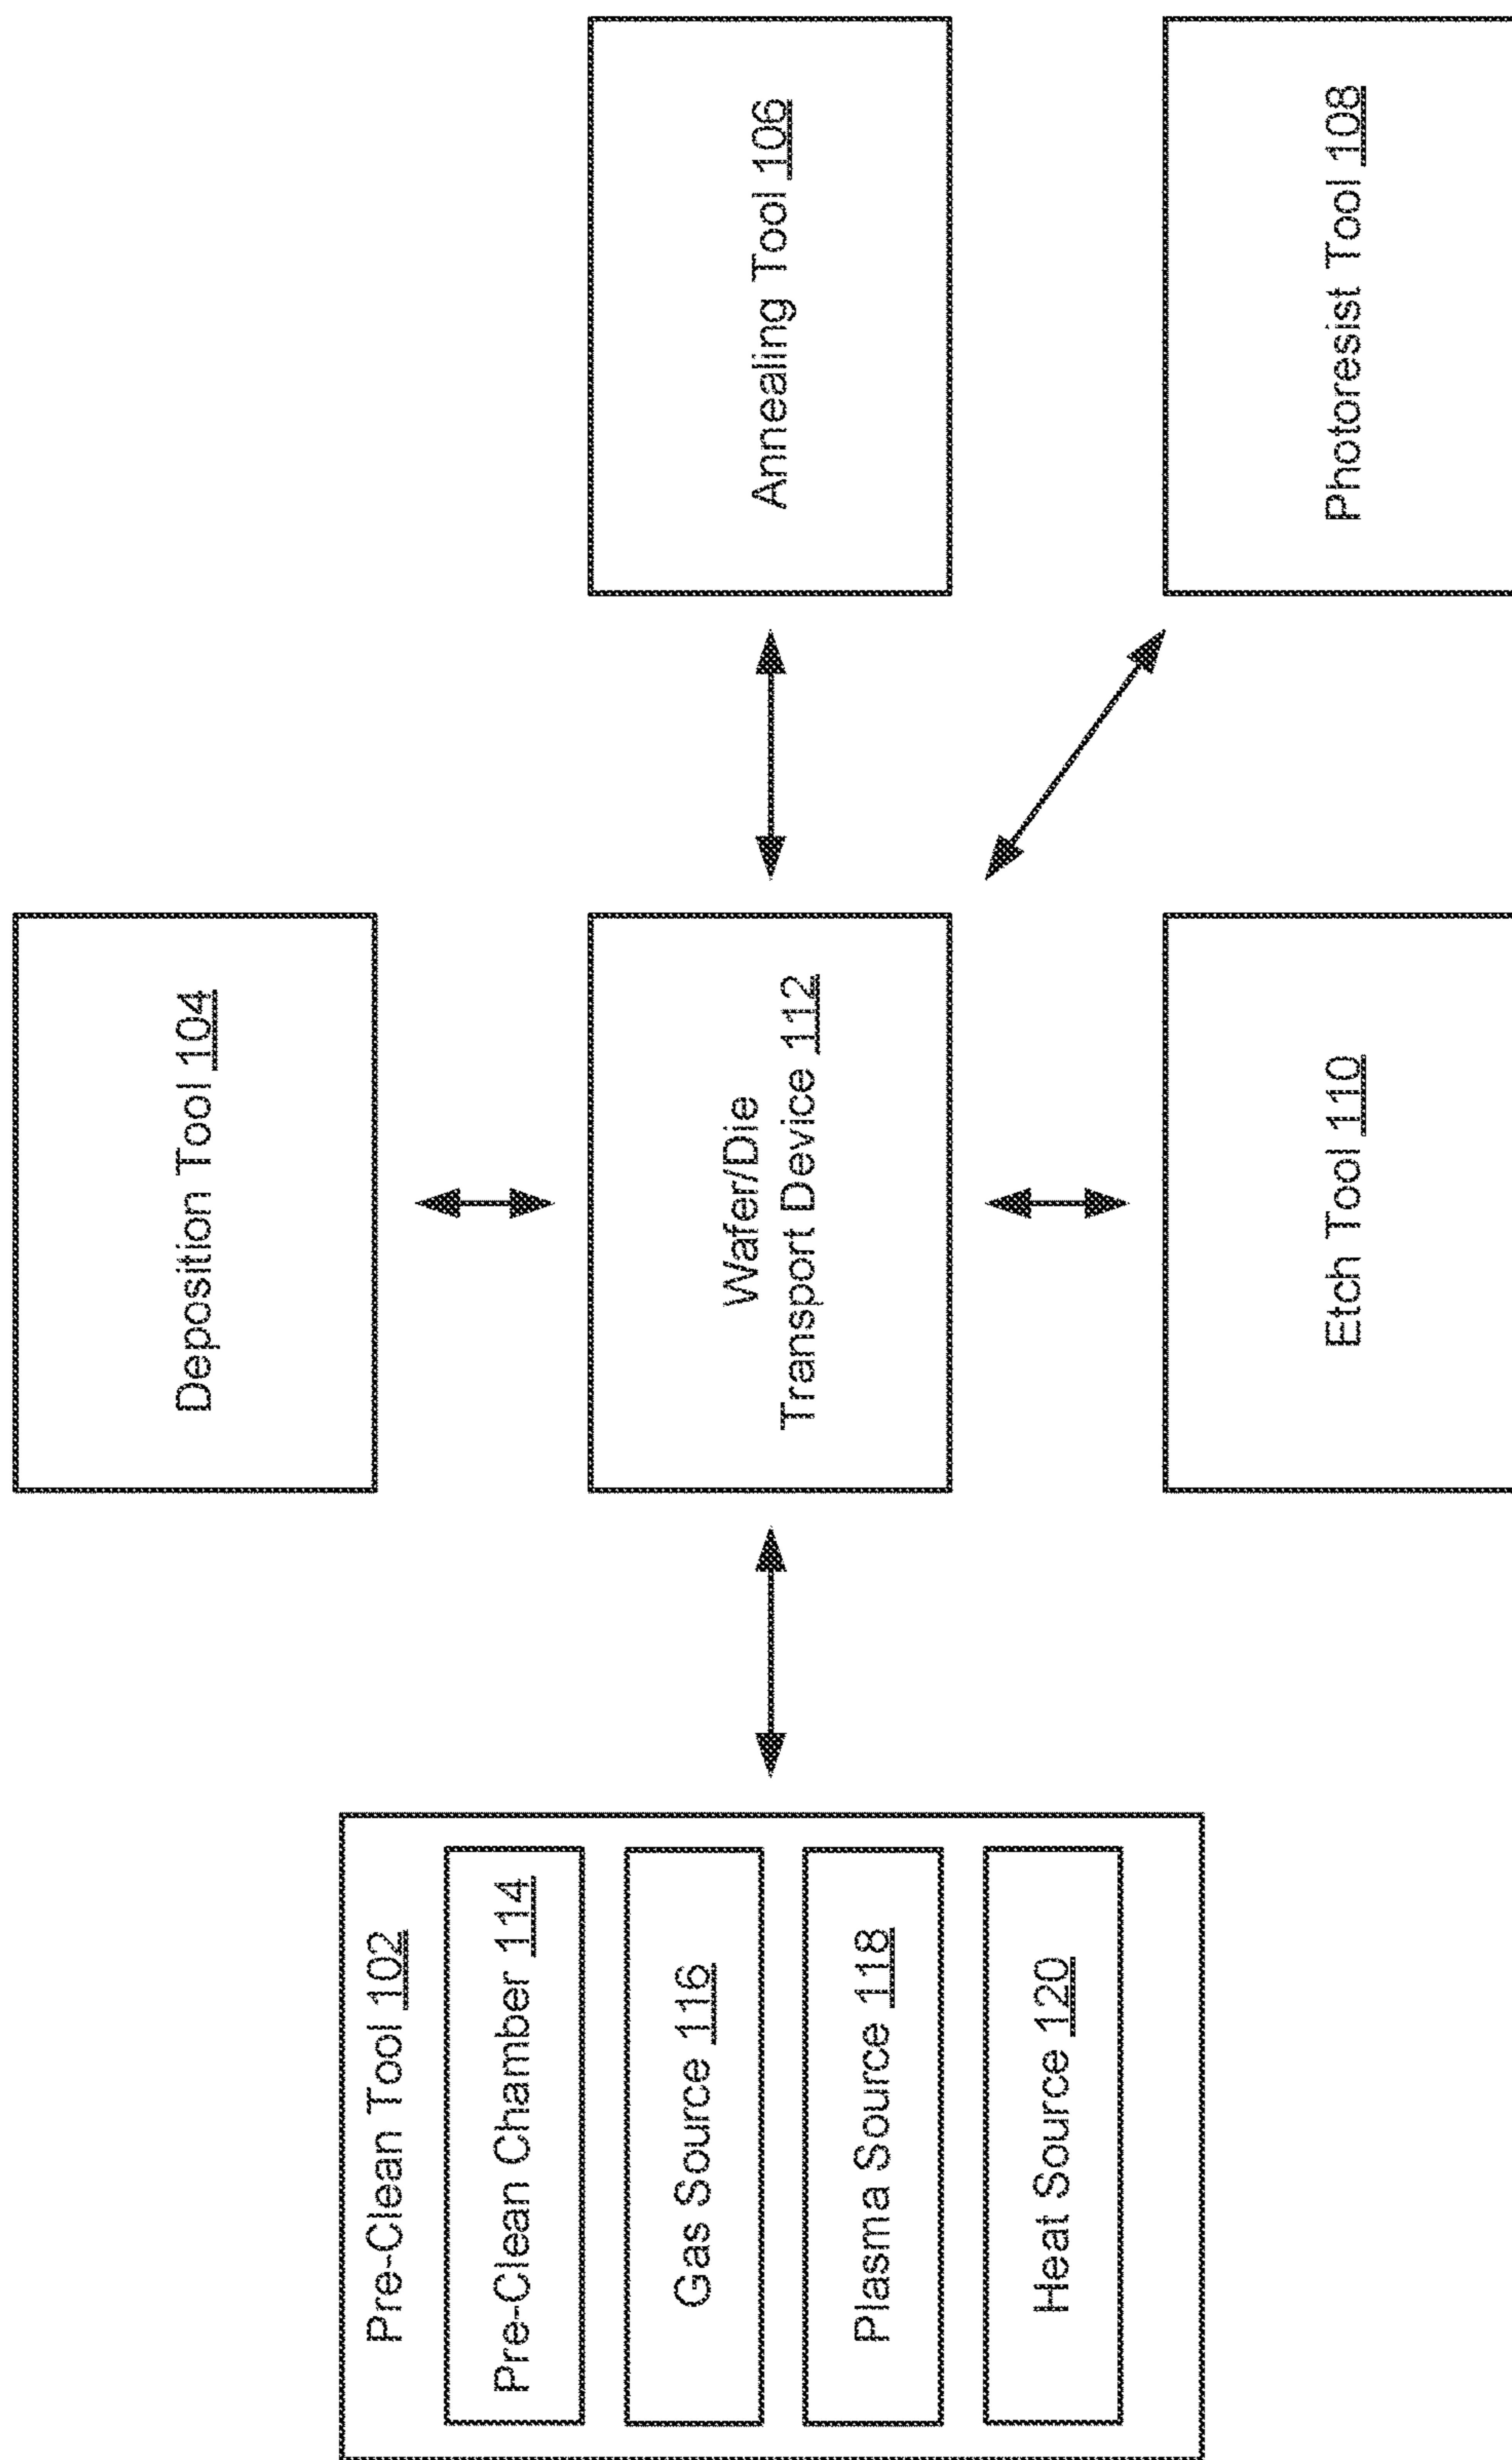 Pre-Clean Tool 102
Pre-Clean Chamber 114
Gas Source 116
Plasma Source 118
Heat Source 120
Deposition Tool 104
Wafer/Die
Transport Device 112
Etch Tool 110
Annealing Tool 106
Photoresist Tool 108